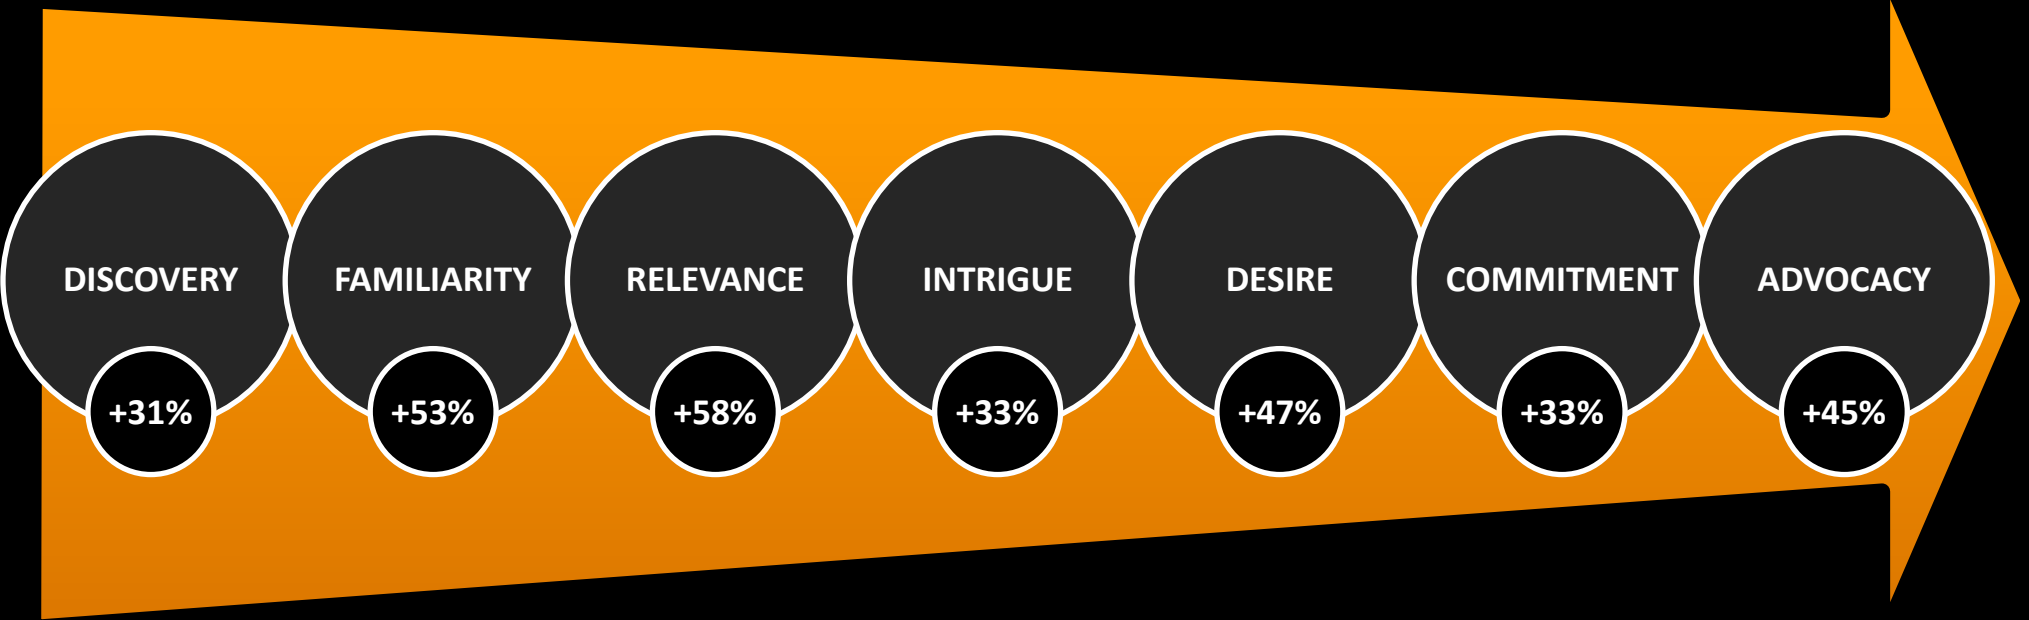 DISCOVERY
FAMILIARITY
RELEVANCE
INTRIGUE
DESIRE
COMMITMENT
ADVOCACY
+31%
+53%
+58%
+33%
+47%
+33%
+45%